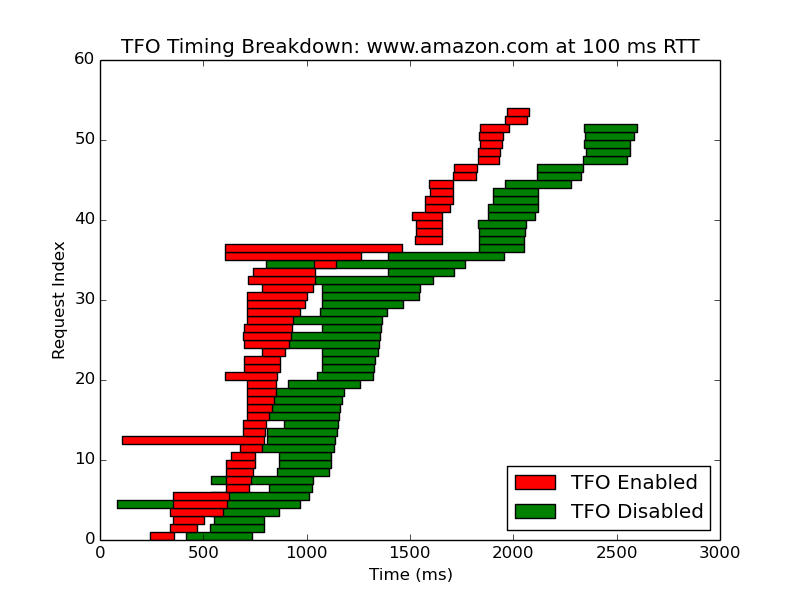 TFO Timing Breakdown: www.amazon.com at 100 ms RTT
60
50
40
30
20
10
0
Request Index
TFO Enabled
TFO Disabled
0 500 1000 1500 2000 2500 3000
Time (ms)